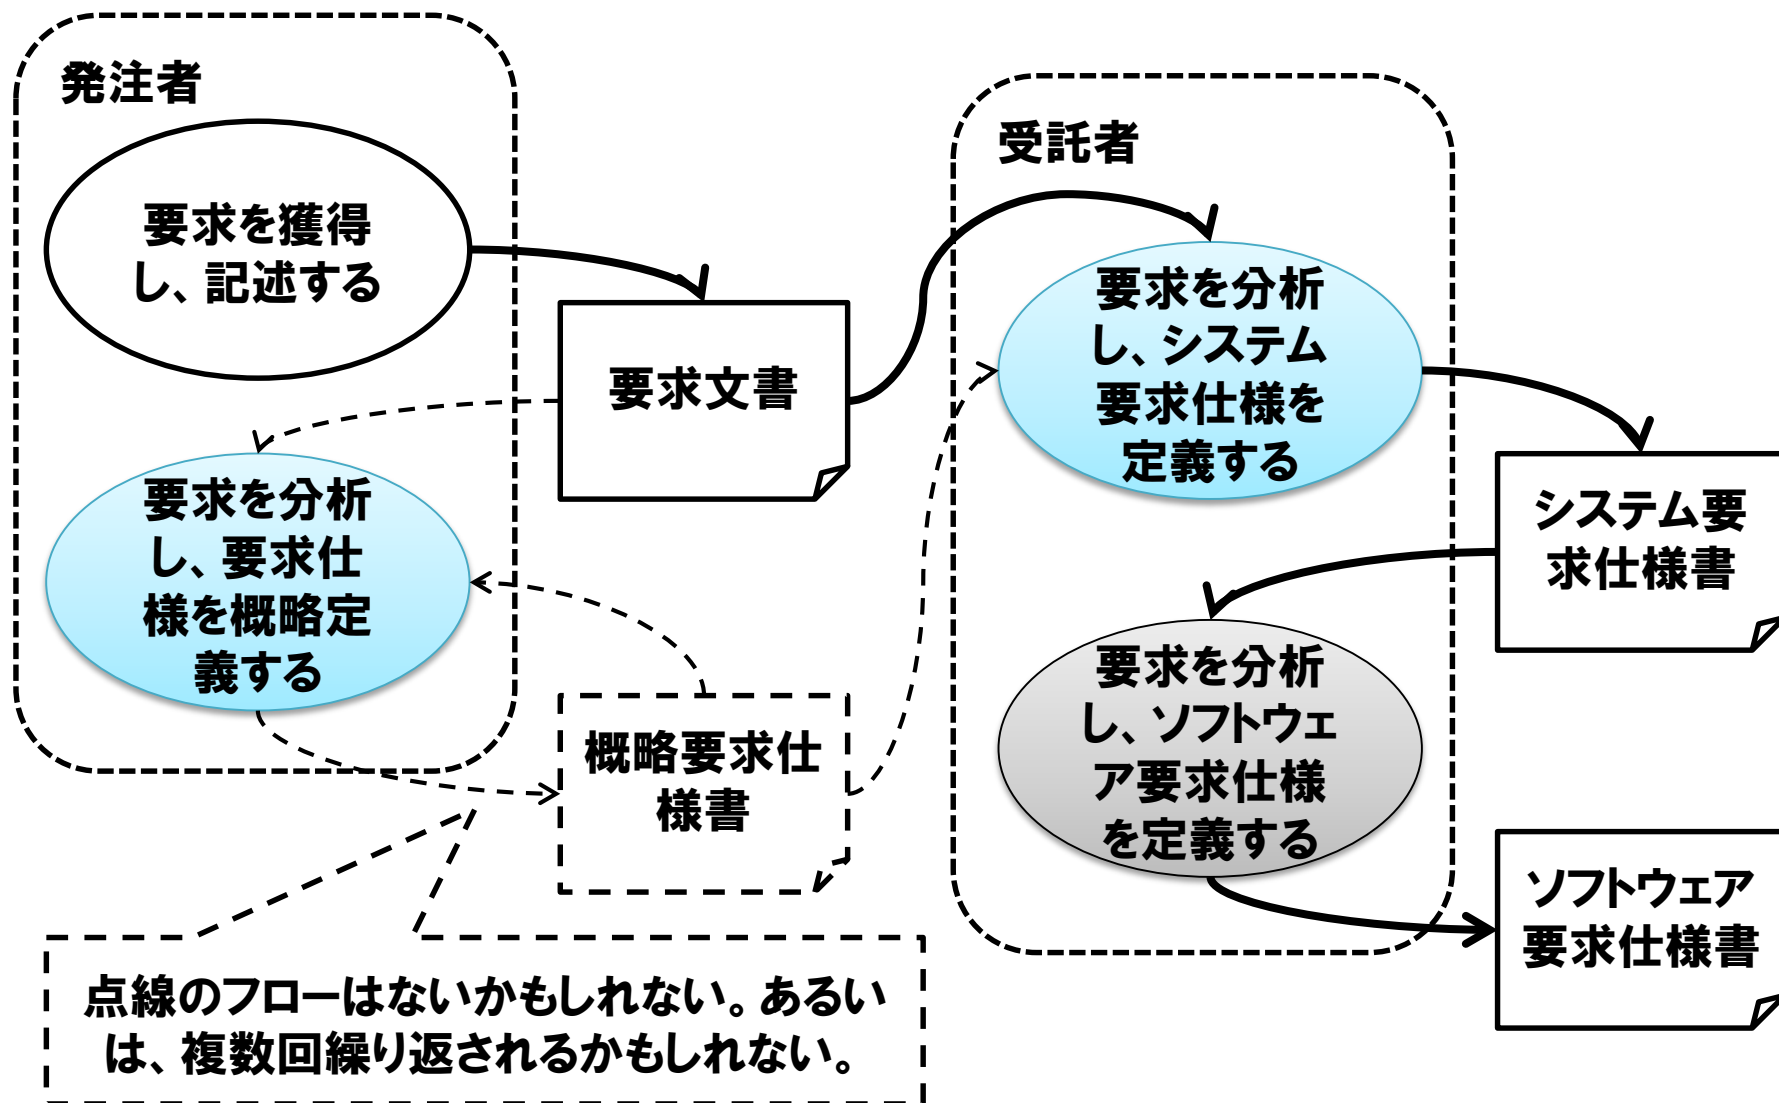 発注者
要求を獲得
し、記述する
要求文書
要求を分析
し、要求仕
様を概略定
義する
概略要求仕
様書
点線のフローはないかもしれない。あるい
は、複数回繰り返されるかもしれない。
受託者
要求を分析
し、システム
要求仕様を
定義する
システム要
求仕様書
要求を分析
し、ソフトウェ
ア要求仕様
を定義する
ソフトウェア
要求仕様書